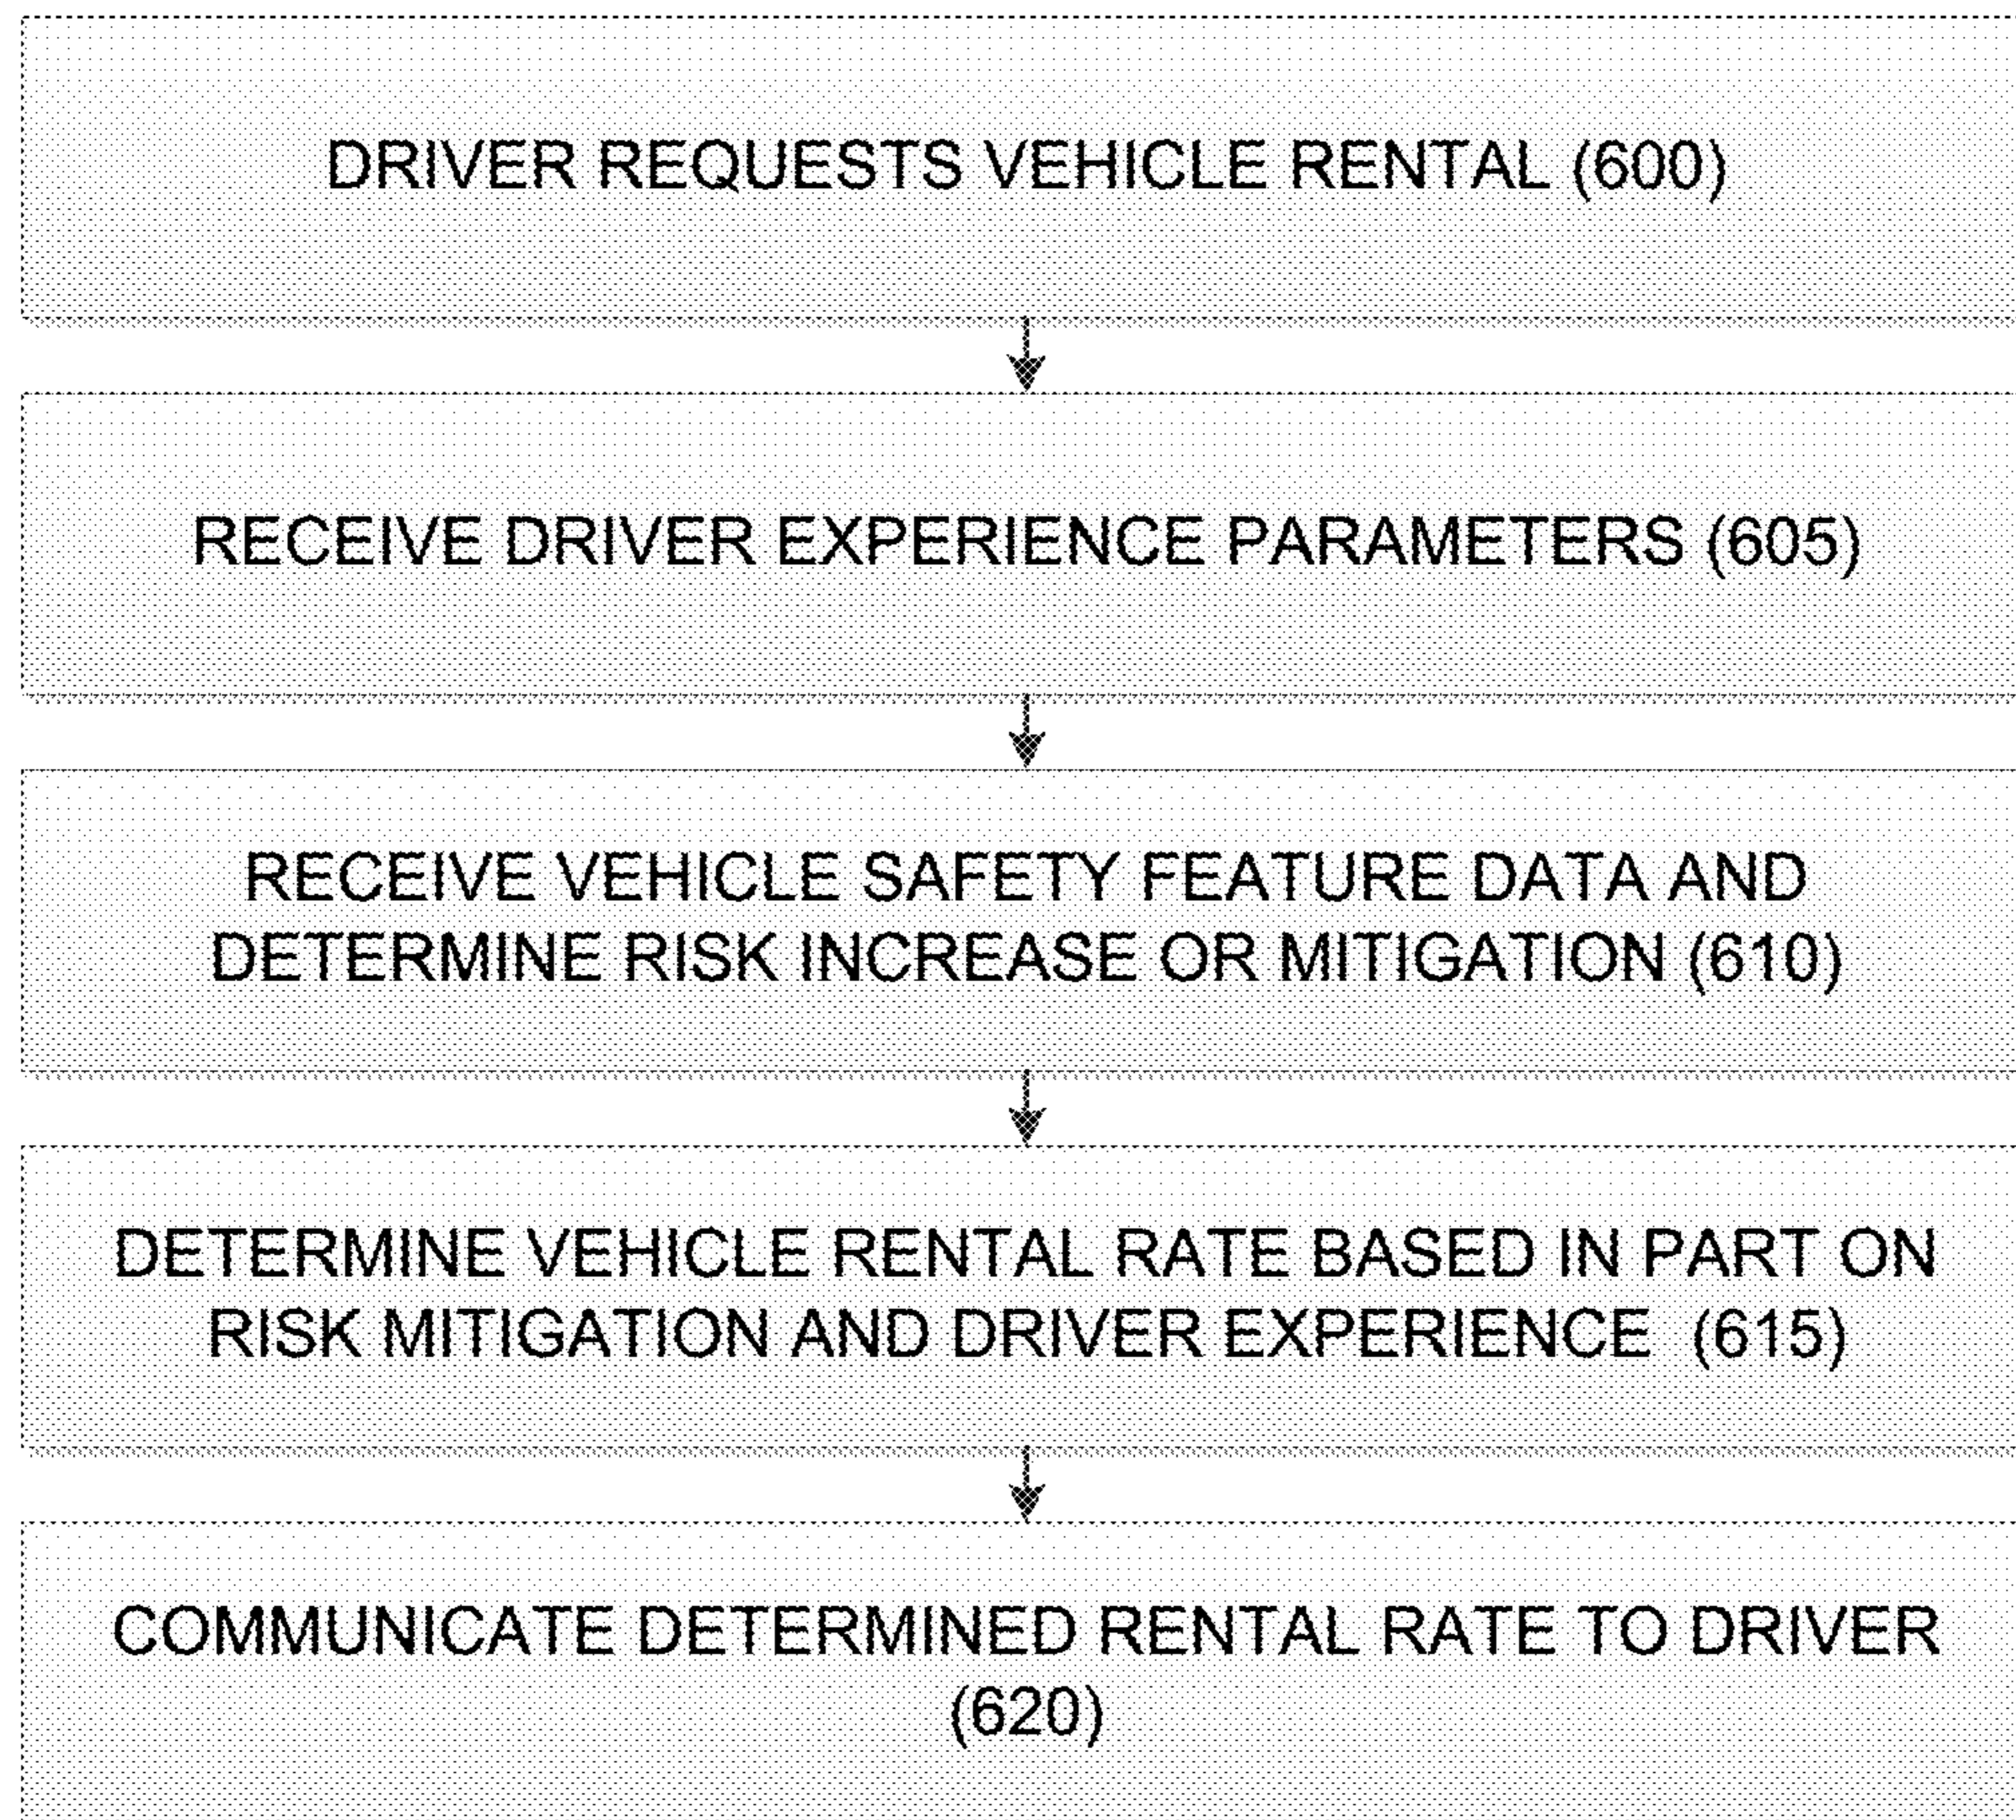 DRIVER REQUESTS VEHICLE RENTAL (600)
RECEIVE DRIVER EXPERIENCE PARAMETERS (605)
RECEIVE VEHICLE SAFETY FEATURE DATA AND
DETERMINE RISK INCREASE OR MITIGATION (610)
DETERMINE VEHICLE RENTAL RATE BASED IN PART ON
RISK MITIGATION AND DRIVER EXPERIENCE (615)
COMMUNICATE DETERMINED RENTAL RATE TO DRIVER
(620)